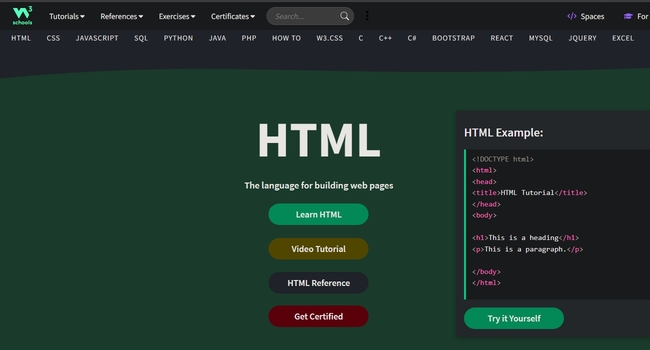 W3 schools
Tutorials References Exercises Certificates Search... Spaces For
HTML CSS JAVASCRIPT SQL PYTHON JAVA PHP HOW TO W3.CSS C C++ C# BOOTSTRAP REACT MYSQL JQUERY EXCEL
HTML
The language for building web pages
Learn HTML
Video Tutorial
HTML Reference
Get Certified
HTML Example:
<!DOCTYPE html>
<html>
<head>
<title>HTML Tutorial</title>
</head>
<body>
<h1>This is a heading</h1>
<p>This is a paragraph.</p>
</body>
</html>
Try it Yourself